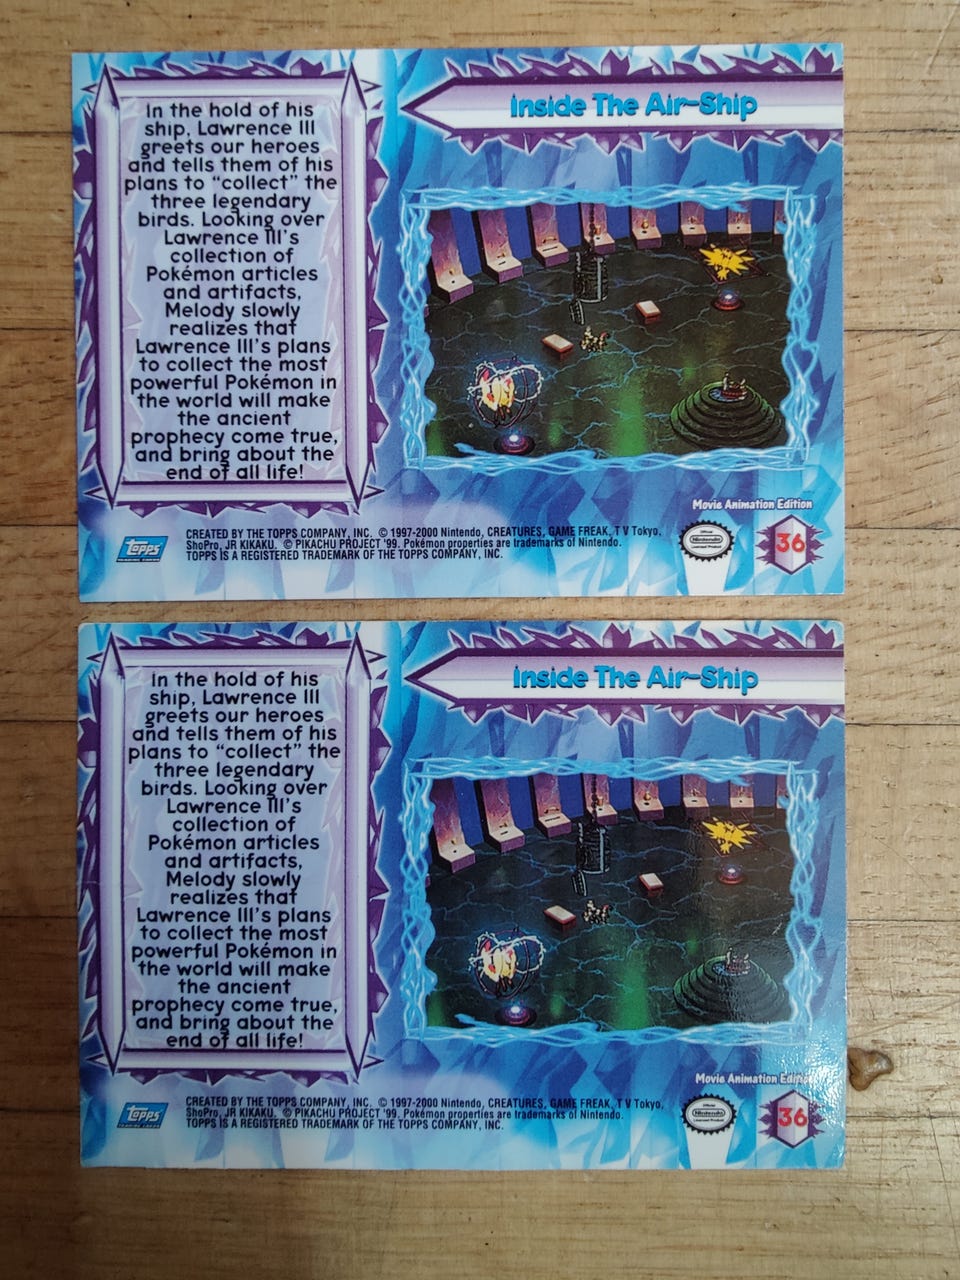 Inside The Air-Ship
In the hold of his
ship, Lawrence III
greets our heroes
and tells them of his
plans to “collect” the
three legendary
birds. Looking over
Lawrence III’s
collection of
Pokémon articles
and artifacts,
Melody slowly
realizes that
Lawrence III’s plans
to collect the most
powerful Pokémon in
the world will make
the ancient
prophecy come true,
and bring about the
end of all life!
Movie Animation Edition
topps
CREATED BY THE TOPPS COMPANY, INC. © 1997-2000 Nintendo, CREATURES, GAME FREAK, T V Tokyo,
ShoPro, JR KIKAKU. © PIKACHU PROJECT ’99. Pokémon properties are trademarks of Nintendo.
TOPPS IS A REGISTERED TRADEMARK OF THE TOPPS COMPANY, INC.
Official
Nintendo
Licensed Product
36
Inside The Air-Ship
In the hold of his
ship, Lawrence III
greets our heroes
and tells them of his
plans to “collect” the
three legendary
birds. Looking over
Lawrence III’s
collection of
Pokémon articles
and artifacts,
Melody slowly
realizes that
Lawrence III’s plans
to collect the most
powerful Pokémon in
the world will make
the ancient
prophecy come true,
and bring about the
end of all life!
Movie Animation Edition
topps
CREATED BY THE TOPPS COMPANY, INC. © 1997-2000 Nintendo, CREATURES, GAME FREAK, T V Tokyo,
ShoPro, JR KIKAKU. © PIKACHU PROJECT ’99. Pokémon properties are trademarks of Nintendo.
TOPPS IS A REGISTERED TRADEMARK OF THE TOPPS COMPANY, INC.
Official
Nintendo
Licensed Product
36